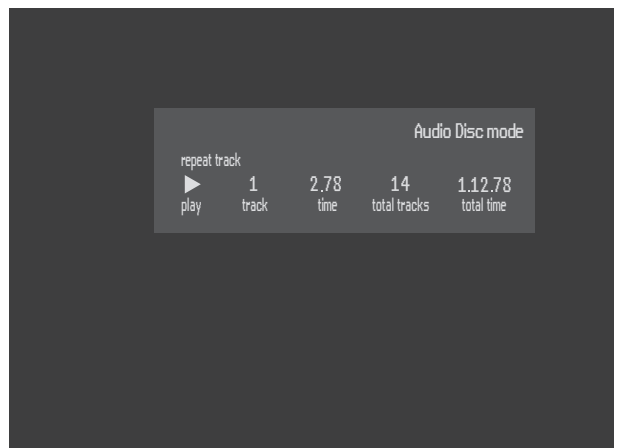 Audio Disc mode
repeat track
1 2.78 14 1.12.78
play track time total tracks total time